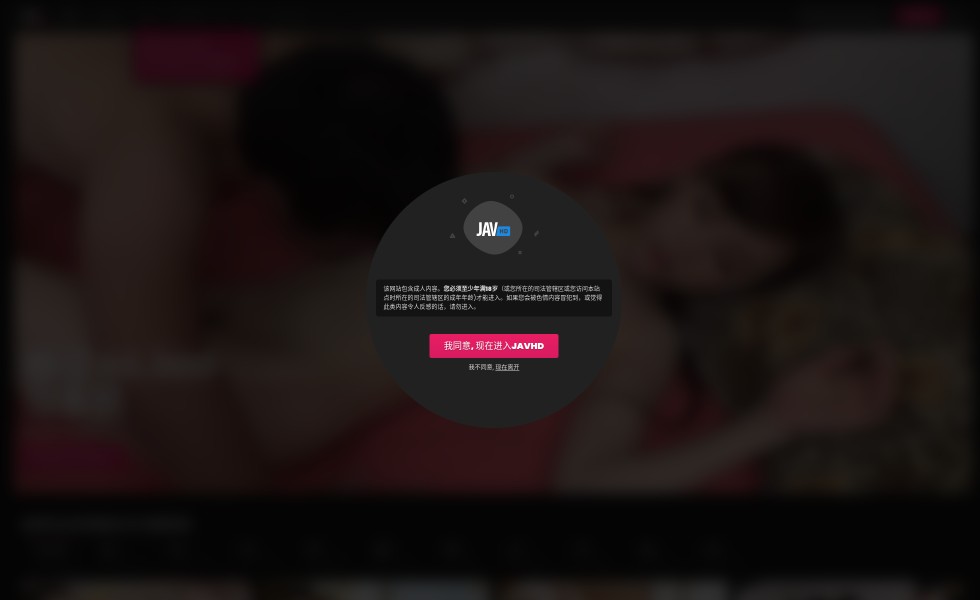 JAV HD
该网站包含成人内容。您必须至少年满18岁（或您所在的司法管辖区或您访问本站
点时所在的司法管辖区的成年年龄)才能进入。如果您会被色情内容冒犯到，或觉得
此类内容令人反感的话，请勿进入。
我同意, 现在进入JAVHD
我不同意, 现在离开